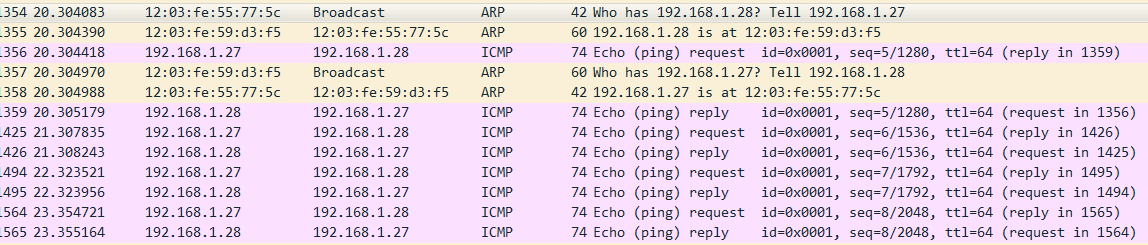 1354 20.304083 12:03:fe:55:77:5c Broadcast ARP 42 Who has 192.168.1.28? Tell 192.168.1.27
1355 20.304390 12:03:fe:59:d3:f5 12:03:fe:55:77:5c ARP 60 192.168.1.28 is at 12:03:fe:59:d3:f5
1356 20.304418 192.168.1.27 192.168.1.28 ICMP 74 Echo (ping) request id=0x0001, seq=5/1280, ttl=64 (reply in 1359)
1357 20.304970 12:03:fe:59:d3:f5 Broadcast ARP 60 Who has 192.168.1.27? Tell 192.168.1.28
1358 20.304988 12:03:fe:55:77:5c 12:03:fe:59:d3:f5 ARP 42 192.168.1.27 is at 12:03:fe:55:77:5c
1359 20.305179 192.168.1.28 192.168.1.27 ICMP 74 Echo (ping) reply id=0x0001, seq=5/1280, ttl=64 (request in 1356)
1425 21.307835 192.168.1.27 192.168.1.28 ICMP 74 Echo (ping) request id=0x0001, seq=6/1536, ttl=64 (reply in 1426)
1426 21.308243 192.168.1.28 192.168.1.27 ICMP 74 Echo (ping) reply id=0x0001, seq=6/1536, ttl=64 (request in 1425)
1494 22.323521 192.168.1.27 192.168.1.28 ICMP 74 Echo (ping) request id=0x0001, seq=7/1792, ttl=64 (reply in 1495)
1495 22.323956 192.168.1.28 192.168.1.27 ICMP 74 Echo (ping) reply id=0x0001, seq=7/1792, ttl=64 (request in 1494)
1564 23.354721 192.168.1.27 192.168.1.28 ICMP 74 Echo (ping) request id=0x0001, seq=8/2048, ttl=64 (reply in 1565)
1565 23.355164 192.168.1.28 192.168.1.27 ICMP 74 Echo (ping) reply id=0x0001, seq=8/2048, ttl=64 (request in 1564)